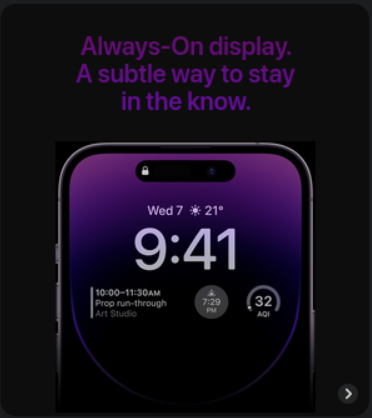 Always-On display.
A subtle way to stay
in the know.
Wed 7 21°
9:41
10:00–11:30AM
Prop run-through
Art Studio
7:29
PM
32
AQI